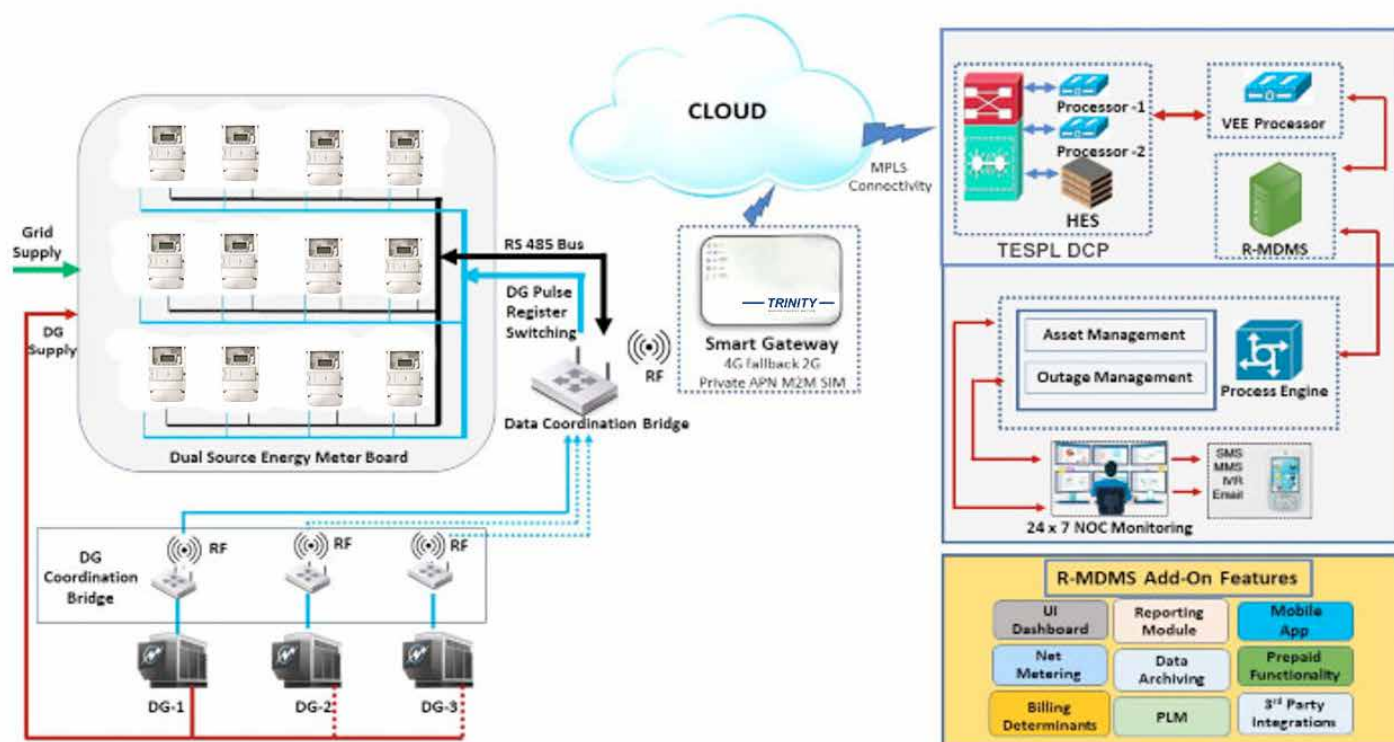 Grid
Supply
DG
Supply
Dual Source Energy Meter Board
RS 485 Bus
DG Pulse
Register
Switching
RF
Data Coordination Bridge
CLOUD
MPLS
Connectivity
TRINITY
Smart Gateway
4G fallback 2G
Private APN M2M SIM
DG
Coordination
Bridge
RF
RF
RF
DG-1
DG-2
DG-3
Processor -1
Processor -2
HES
TESPL DCP
VEE Processor
R-MDMS
Asset Management
Outage Management
Process Engine
24 x 7 NOC Monitoring
SMS
MMS
IVR
Email
R-MDMS Add-On Features
UI
Dashboard
Reporting
Module
Mobile
App
Net
Metering
Data
Archiving
Prepaid
Functionality
Billing
Determinants
PLM
3rd Party
Integrations